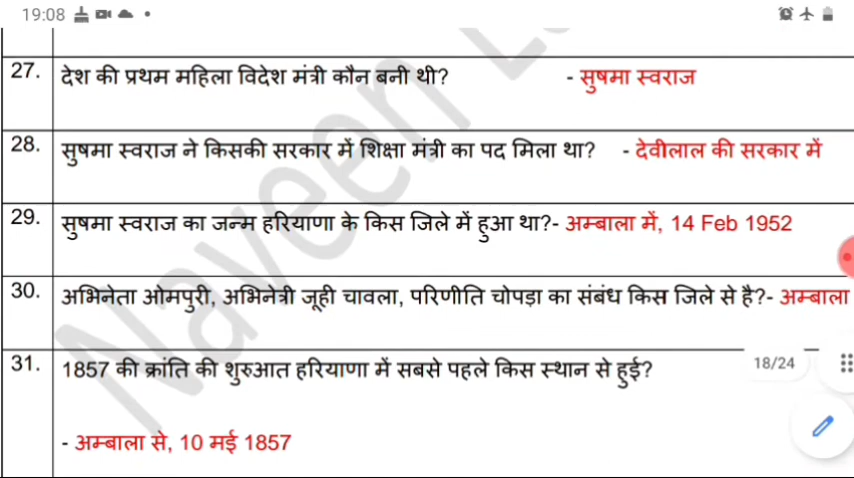 19:08
27. देश की प्रथम महिला विदेश मंत्री कौन बनी थी? - सुषमा स्वराज
28. सुषमा स्वराज ने किसकी सरकार में शिक्षा मंत्री का पद मिला था? - देवीलाल की सरकार में
29. सुषमा स्वराज का जन्म हरियाणा के किस जिले में हुआ था?- अम्बाला में, 14 Feb 1952
30. अभिनेता ओमपुरी, अभिनेत्री जूही चावला, परिणीति चोपड़ा का संबंध किस जिले से है?- अम्बाला
31. 1857 की क्रांति की शुरुआत हरियाणा में सबसे पहले किस स्थान से हुई?
18/24
- अम्बाला से, 10 मई 1857
Naveen